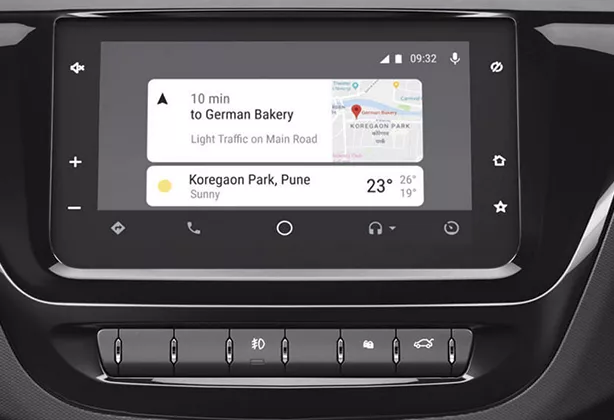 09:32
10 min
to German Bakery
Light Traffic on Main Road
German Bakery
KOREGAON PARK
Koregaon Park, Pune
Sunny
23°
26°
19°